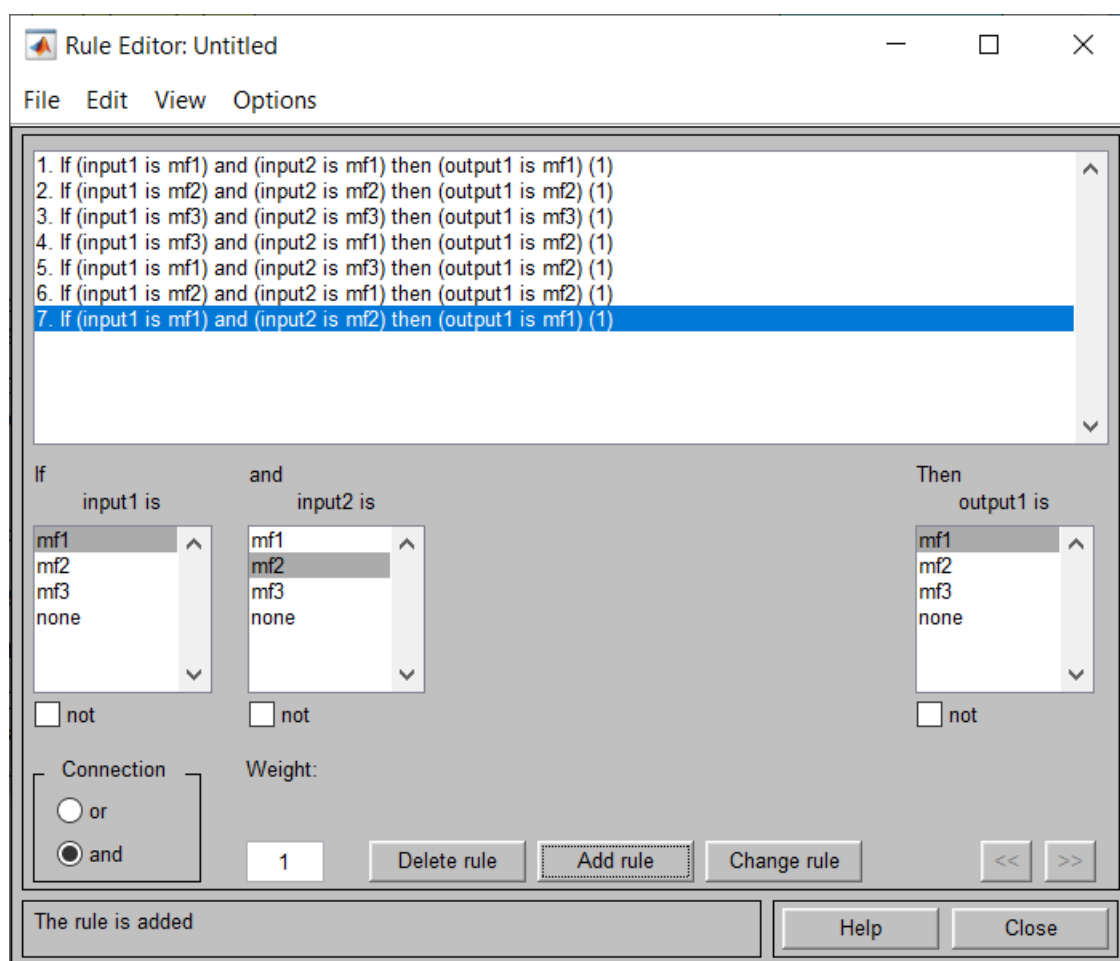 Rule Editor: Untitled
File Edit View Options
1. If (input1 is mf1) and (input2 is mf1) then (output1 is mf1) (1)
2. If (input1 is mf2) and (input2 is mf2) then (output1 is mf2) (1)
3. If (input1 is mf3) and (input2 is mf3) then (output1 is mf3) (1)
4. If (input1 is mf3) and (input2 is mf1) then (output1 is mf2) (1)
5. If (input1 is mf1) and (input2 is mf3) then (output1 is mf2) (1)
6. If (input1 is mf2) and (input2 is mf1) then (output1 is mf2) (1)
7. If (input1 is mf1) and (input2 is mf2) then (output1 is mf1) (1)
If and Then
input1 is input2 is output1 is
mf1 mf1 mf1
mf2 mf2 mf2
mf3 mf3 mf3
none none none
not not not
Connection Weight:
or
and 1 Delete rule Add rule Change rule << >>
The rule is added Help Close